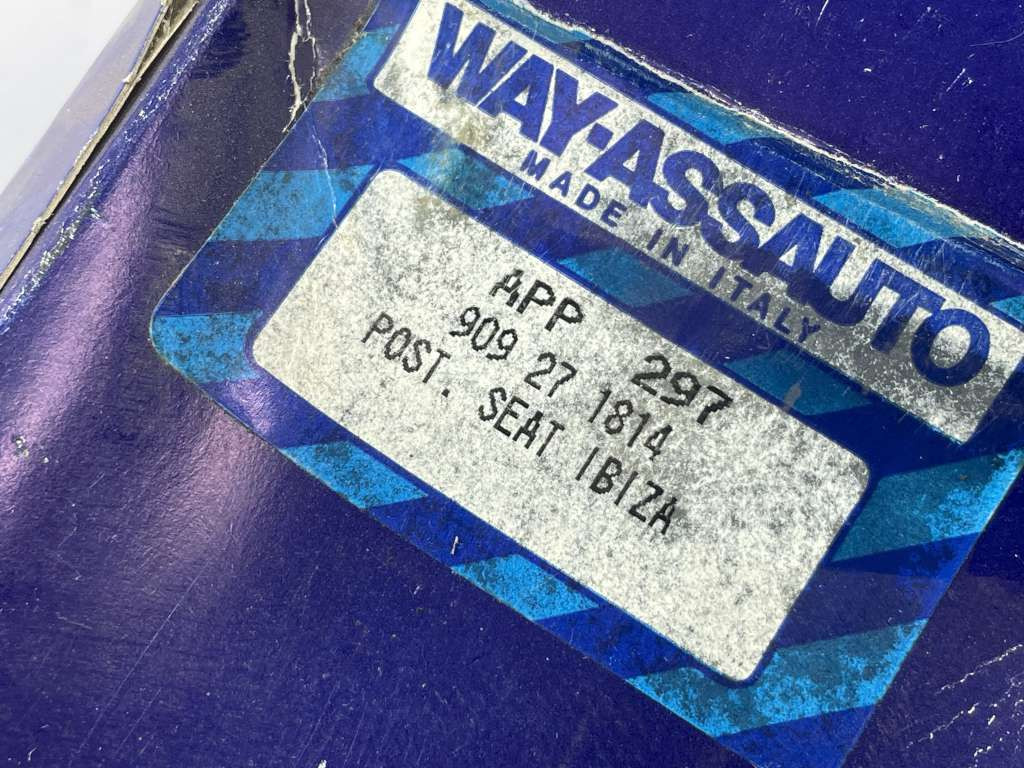 WAY-ASSAUTO
MADE IN ITALY
APP 297
909 27 1814
POST. SEAT IBIZA